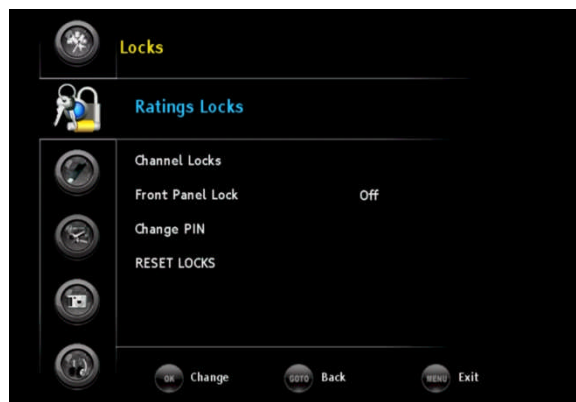 Locks
Ratings Locks
Channel Locks
Front Panel Lock Off
Change PIN
RESET LOCKS
OK Change GOTO Back MENU Exit